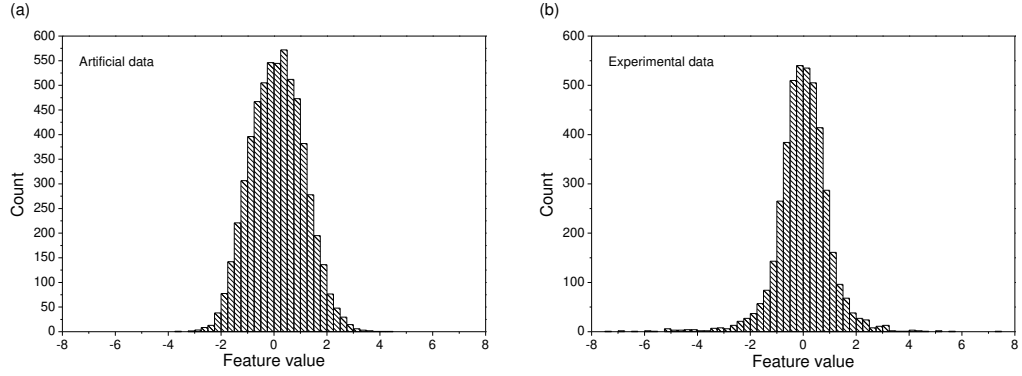 (a)
Artificial data
Count
600
550
500
450
400
350
300
250
200
150
100
50
0
-8 -6 -4 -2 0 2 4 6 8
Feature value
(b)
Experimental data
Count
600
500
400
300
200
100
0
-8 -6 -4 -2 0 2 4 6 8
Feature value